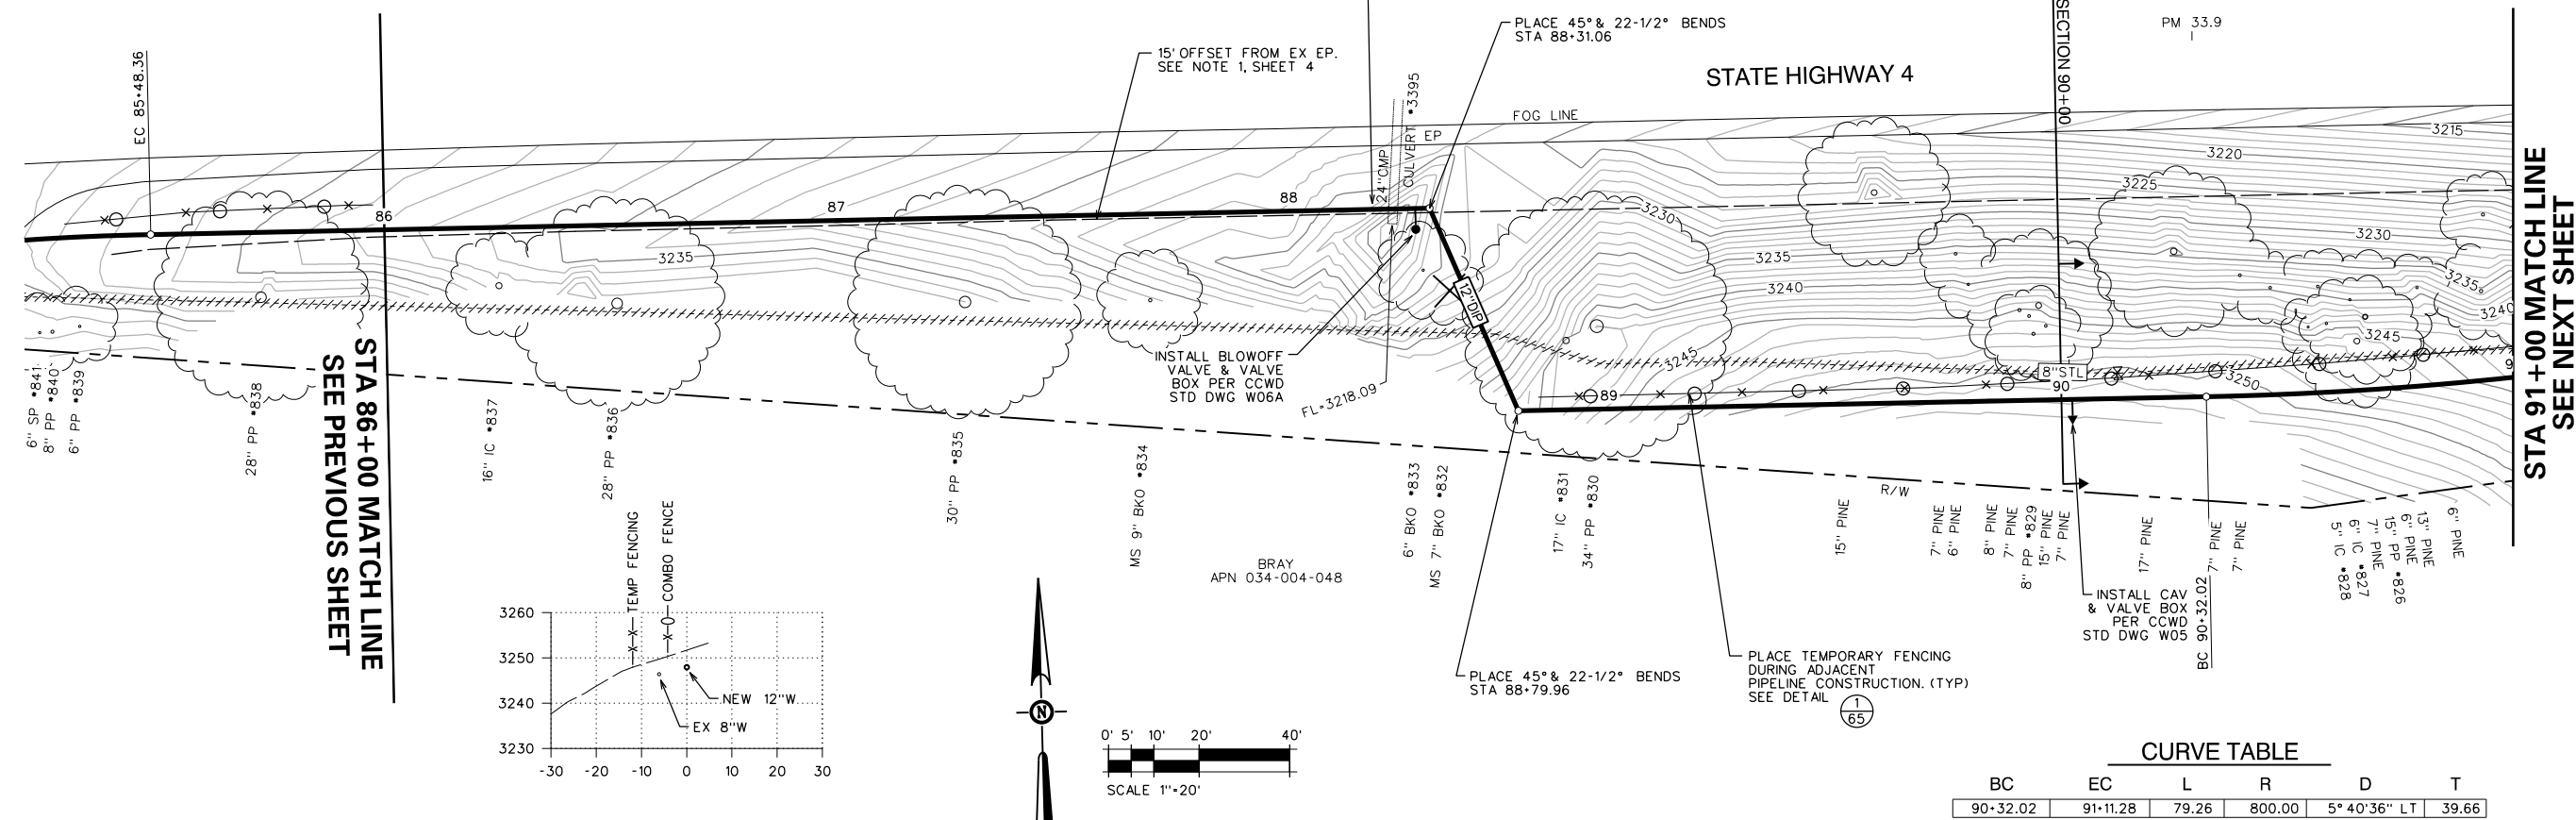 EC 85+48.36
15' OFFSET FROM EX EP.
SEE NOTE 1, SHEET 4
PLACE 45° & 22-1/2° BENDS
STA 88+31.06
STATE HIGHWAY 4
SECTION 90+00
PM 33.9
FOG LINE
EP
24"CMP
CULVERT #3395
3215
3220
3225
3230
3230
3235
3235
3235
3240
3240
3245
3245
3250
86
87
88
89
90
9
12"DIP
8"STL
INSTALL BLOWOFF
VALVE & VALVE
BOX PER CCWD
STD DWG W06A
FL=3218.09
STA 86+00 MATCH LINE
SEE PREVIOUS SHEET
STA 91+00 MATCH LINE
SEE NEXT SHEET
6" SP #841
8" PP #840
6" PP #839
28" PP #838
16" IC #837
28" PP #836
30" PP #835
MS 9" BKO #834
6" BKO #833
MS 7" BKO #832
17" IC #831
34" PP #830
15" PINE
7" PINE
6" PINE
8" PINE
7" PINE
8" PP #829
15" PINE
7" PINE
17" PINE
7" PINE
7" PINE
5" IC #828
6" IC #827
7" PINE
15" PP #826
6" PINE
13" PINE
6" PINE
R/W
BRAY
APN 034-004-048
INSTALL CAV
& VALVE BOX
PER CCWD
STD DWG W05
BC 90+32.02
PLACE 45° & 22-1/2° BENDS
STA 88+79.96
PLACE TEMPORARY FENCING
DURING ADJACENT
PIPELINE CONSTRUCTION. (TYP)
SEE DETAIL
1
65
X—X—TEMP FENCING
X—O—COMBO FENCE
3260
3250
3240
3230
NEW 12"W
EX 8"W
-30 -20 -10 0 10 20 30
N
0' 5' 10' 20' 40'
SCALE 1"=20'
CURVE TABLE
BC EC L R D T
90+32.02 91+11.28 79.26 800.00 5°40'36" LT 39.66